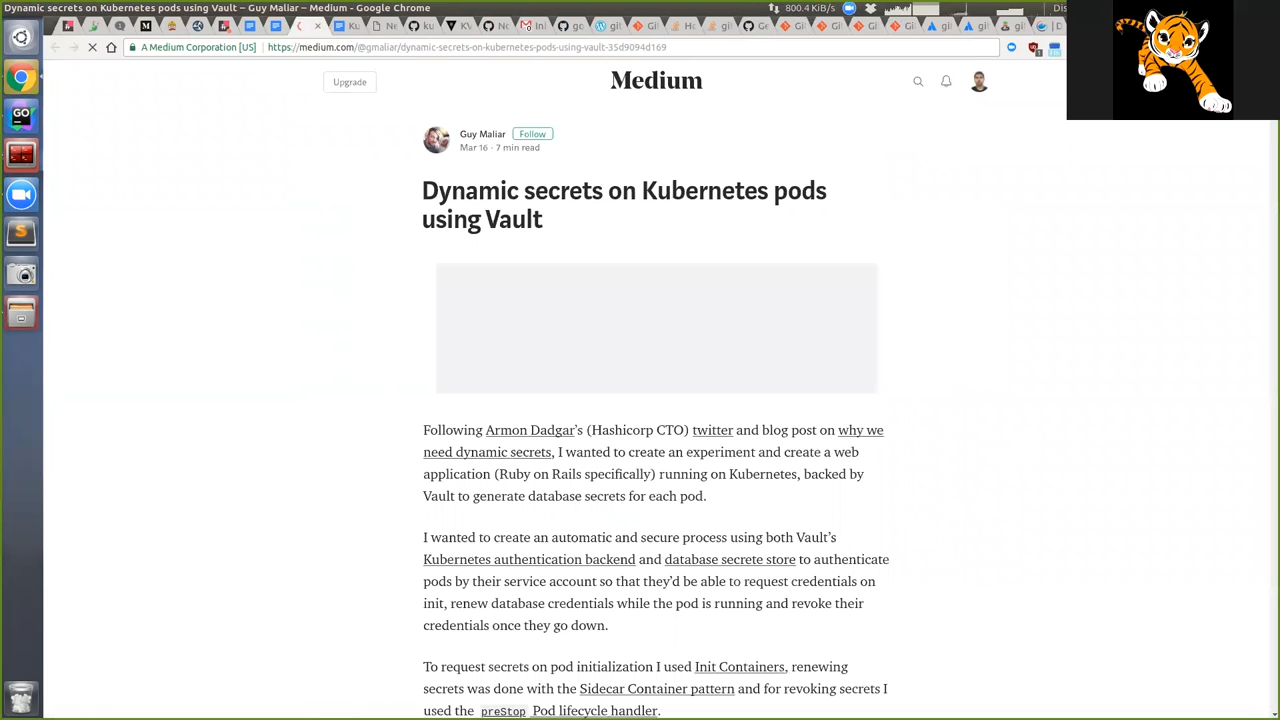 Dynamic secrets on Kubernetes pods using Vault – Guy Maliar – Medium - Google Chrome
800.4 KiB/s
A Medium Corporation [US] https://medium.com/@gmaliar/dynamic-secrets-on-kubernetes-pods-using-vault-35d9094d169
Upgrade
Medium
Guy Maliar Follow
Mar 16 · 7 min read
Dynamic secrets on Kubernetes pods
using Vault
Following Armon Dadgar's (Hashicorp CTO) twitter and blog post on why we
need dynamic secrets, I wanted to create an experiment and create a web
application (Ruby on Rails specifically) running on Kubernetes, backed by
Vault to generate database secrets for each pod.
I wanted to create an automatic and secure process using both Vault's
Kubernetes authentication backend and database secrete store to authenticate
pods by their service account so that they'd be able to request credentials on
init, renew database credentials while the pod is running and revoke their
credentials once they go down.
To request secrets on pod initialization I used Init Containers, renewing
secrets was done with the Sidecar Container pattern and for revoking secrets I
used the preStop Pod lifecycle handler.